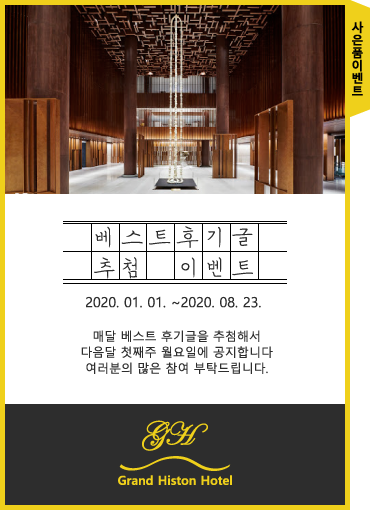 사은품이벤트
베스트후기글
추첨 이벤트
2020. 01. 01. ~2020. 08. 23.
매달 베스트 후기글을 추첨해서
다음달 첫째주 월요일에 공지합니다
여러분의 많은 참여 부탁드립니다.
GH
Grand Histon Hotel